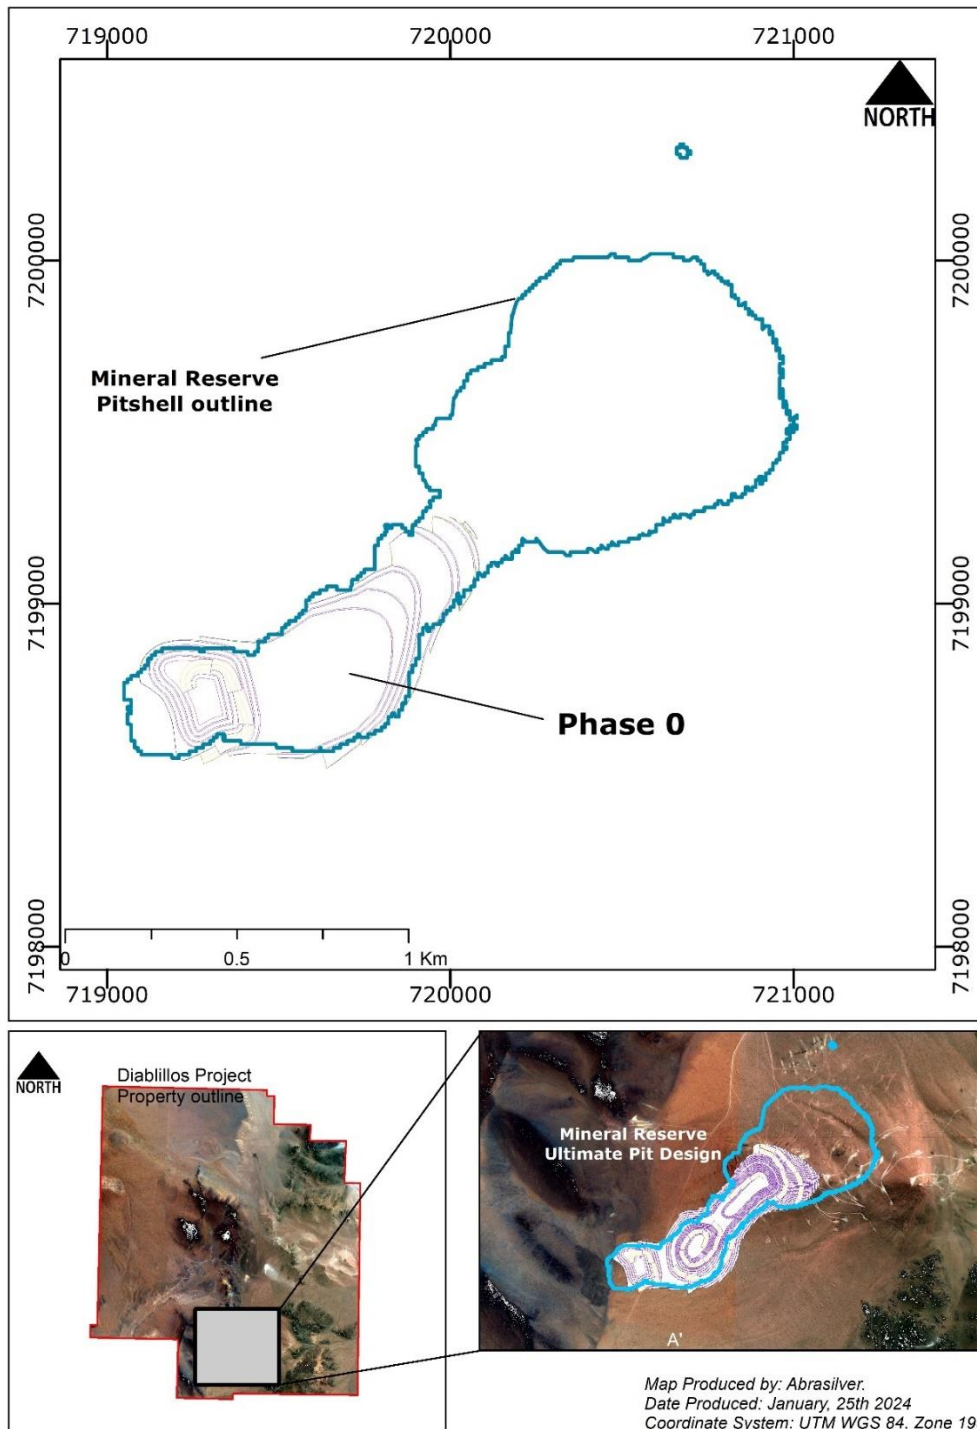 719000
720000
721000
NORTH
7200000
7200000
Mineral Reserve
Pitshell outline
7199000
7199000
Phase 0
7198000
7198000
0
0.5
1 Km
719000
720000
721000
NORTH
Diablillos Project
Property outline
Mineral Reserve
Ultimate Pit Design
A'
Map Produced by: Abrasilver.
Date Produced: January, 25th 2024
Coordinate System: UTM WGS 84. Zone 19